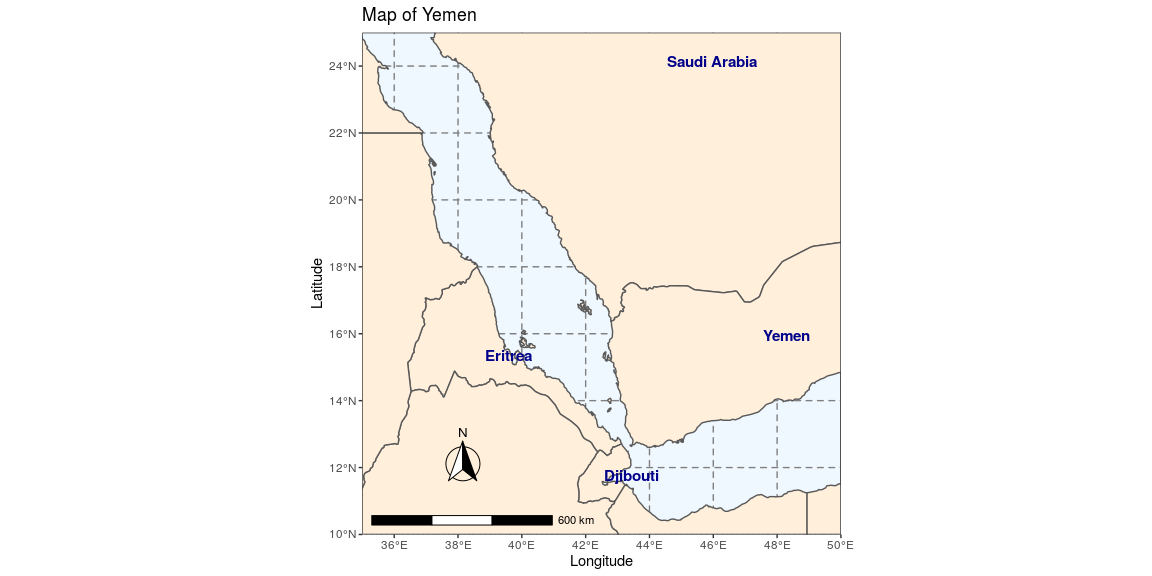 Map of Yemen
Saudi Arabia
Yemen
Eritrea
Djibouti
N
600 km
Latitude
24°N
22°N
20°N
18°N
16°N
14°N
12°N
10°N
36°E
38°E
40°E
42°E
44°E
46°E
48°E
50°E
Longitude